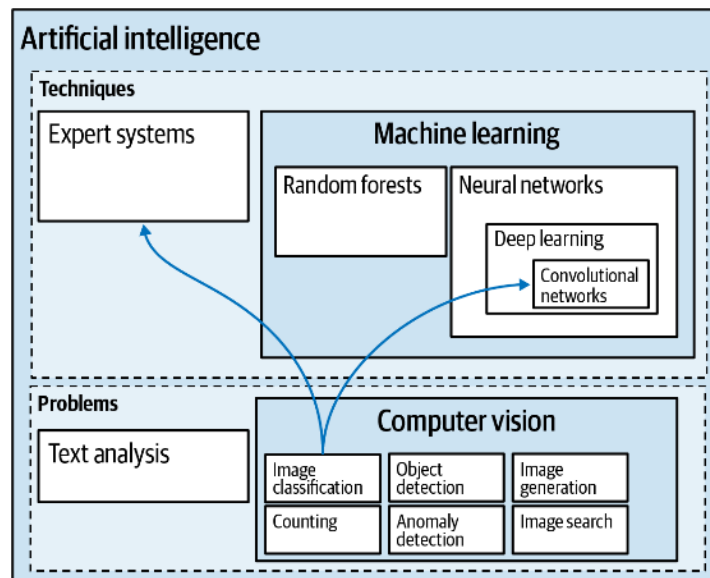 Artificial intelligence
Techniques
Expert systems
Machine learning
Random forests
Neural networks
Deep learning
Convolutional
networks
Problems
Text analysis
Computer vision
Image
classification
Object
detection
Image
generation
Counting
Anomaly
detection
Image search